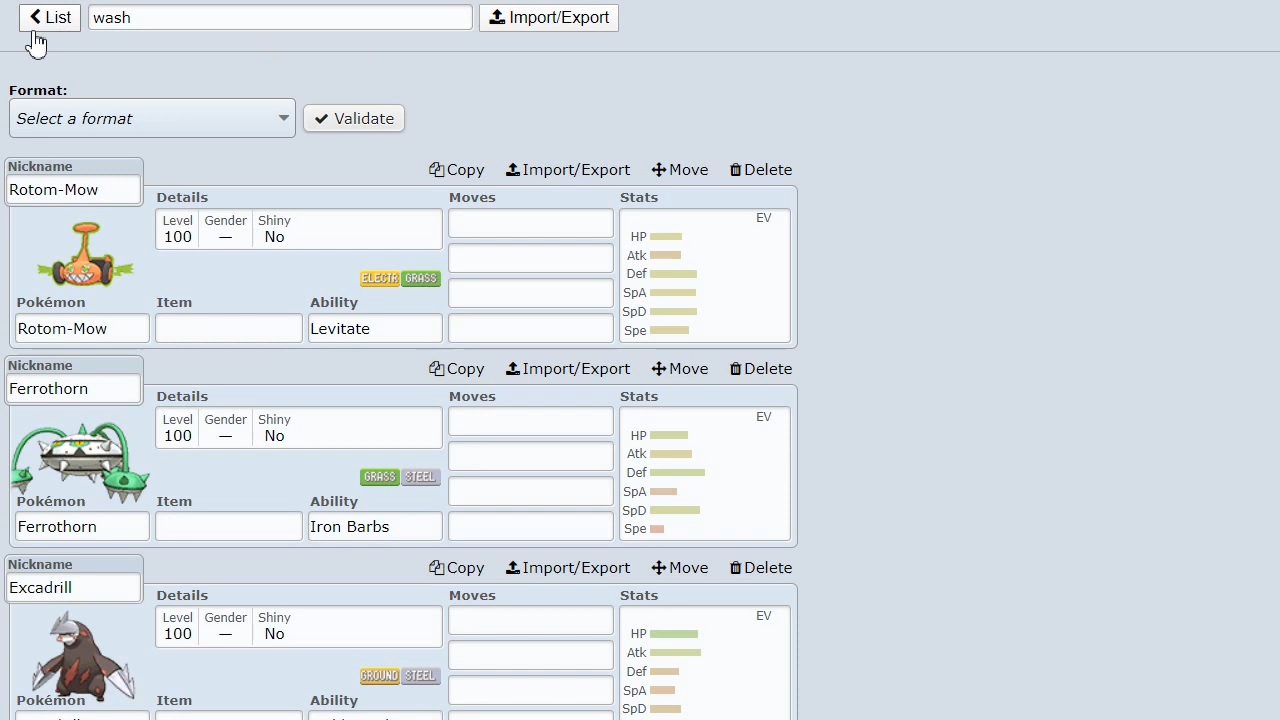 List wash Import/Export
Format:
Select a format Validate
Nickname Copy Import/Export Move Delete
Rotom-Mow
Details Moves Stats
Level Gender Shiny EV
100 — No
HP
Atk
Def
ELECTR GRASS
SpA
Pokémon Item Ability
SpD
Rotom-Mow Levitate
Spe
Nickname Copy Import/Export Move Delete
Ferrothorn
Details Moves Stats
Level Gender Shiny EV
100 — No
HP
Atk
Def
GRASS STEEL
SpA
Pokémon Item Ability
SpD
Ferrothorn Iron Barbs
Spe
Nickname Copy Import/Export Move Delete
Excadrill
Details Moves Stats
Level Gender Shiny EV
100 — No
HP
Atk
Def
GROUND STEEL
SpA
Pokémon Item Ability
SpD